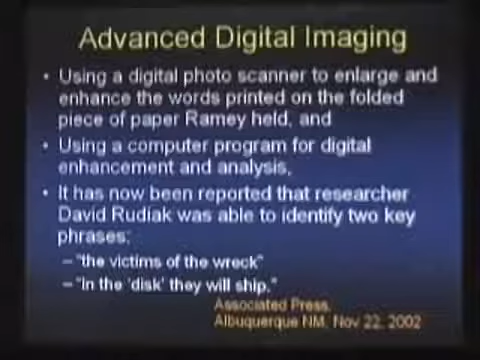 Advanced Digital Imaging
• Using a digital photo scanner to enlarge and
enhance the words printed on the folded
piece of paper Ramey held, and
• Using a computer program for digital
enhancement and analysis,
• It has now been reported that researcher
David Rudiak was able to identify two key
phrases:
– "the victims of the wreck"
– "in the 'disk' they will ship."
Associated Press,
Albuquerque NM, Nov 22, 2002